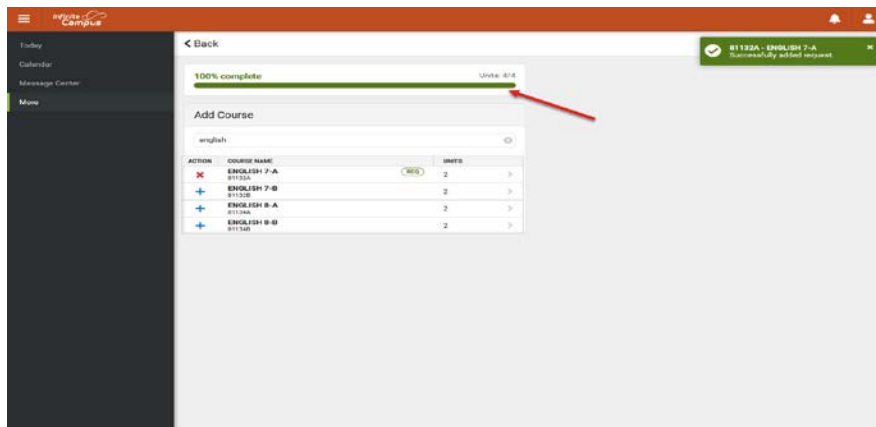 Infinite Campus
Today
Calendar
Message Center
More
Back
81132A - ENGLISH 7-A
Successfully added request.
100% complete
Units: 4/4
Add Course
english
ACTION COURSE NAME UNITS
ENGLISH 7-A REQ 2
81132A
ENGLISH 7-B 2
81132B
ENGLISH 8-A 2
81134A
ENGLISH 8-B 2
81134B